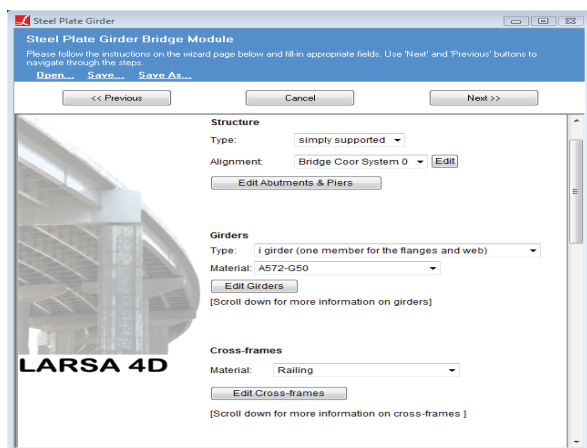 Steel Plate Girder
Steel Plate Girder Bridge Module
Please follow the instructions on the wizard page below and fill-in appropriate fields. Use 'Next' and 'Previous' buttons to
navigate through the steps.
Open... Save... Save As...
<< Previous Cancel Next >>
Structure
Type: simply supported
Alignment: Bridge Coor System 0 Edit
Edit Abutments & Piers
Girders
Type: i girder (one member for the flanges and web)
Material: A572-G50
Edit Girders
[Scroll down for more information on girders]
Cross-frames
LARSA 4D
Material: Railing
Edit Cross-frames
[Scroll down for more information on cross-frames ]